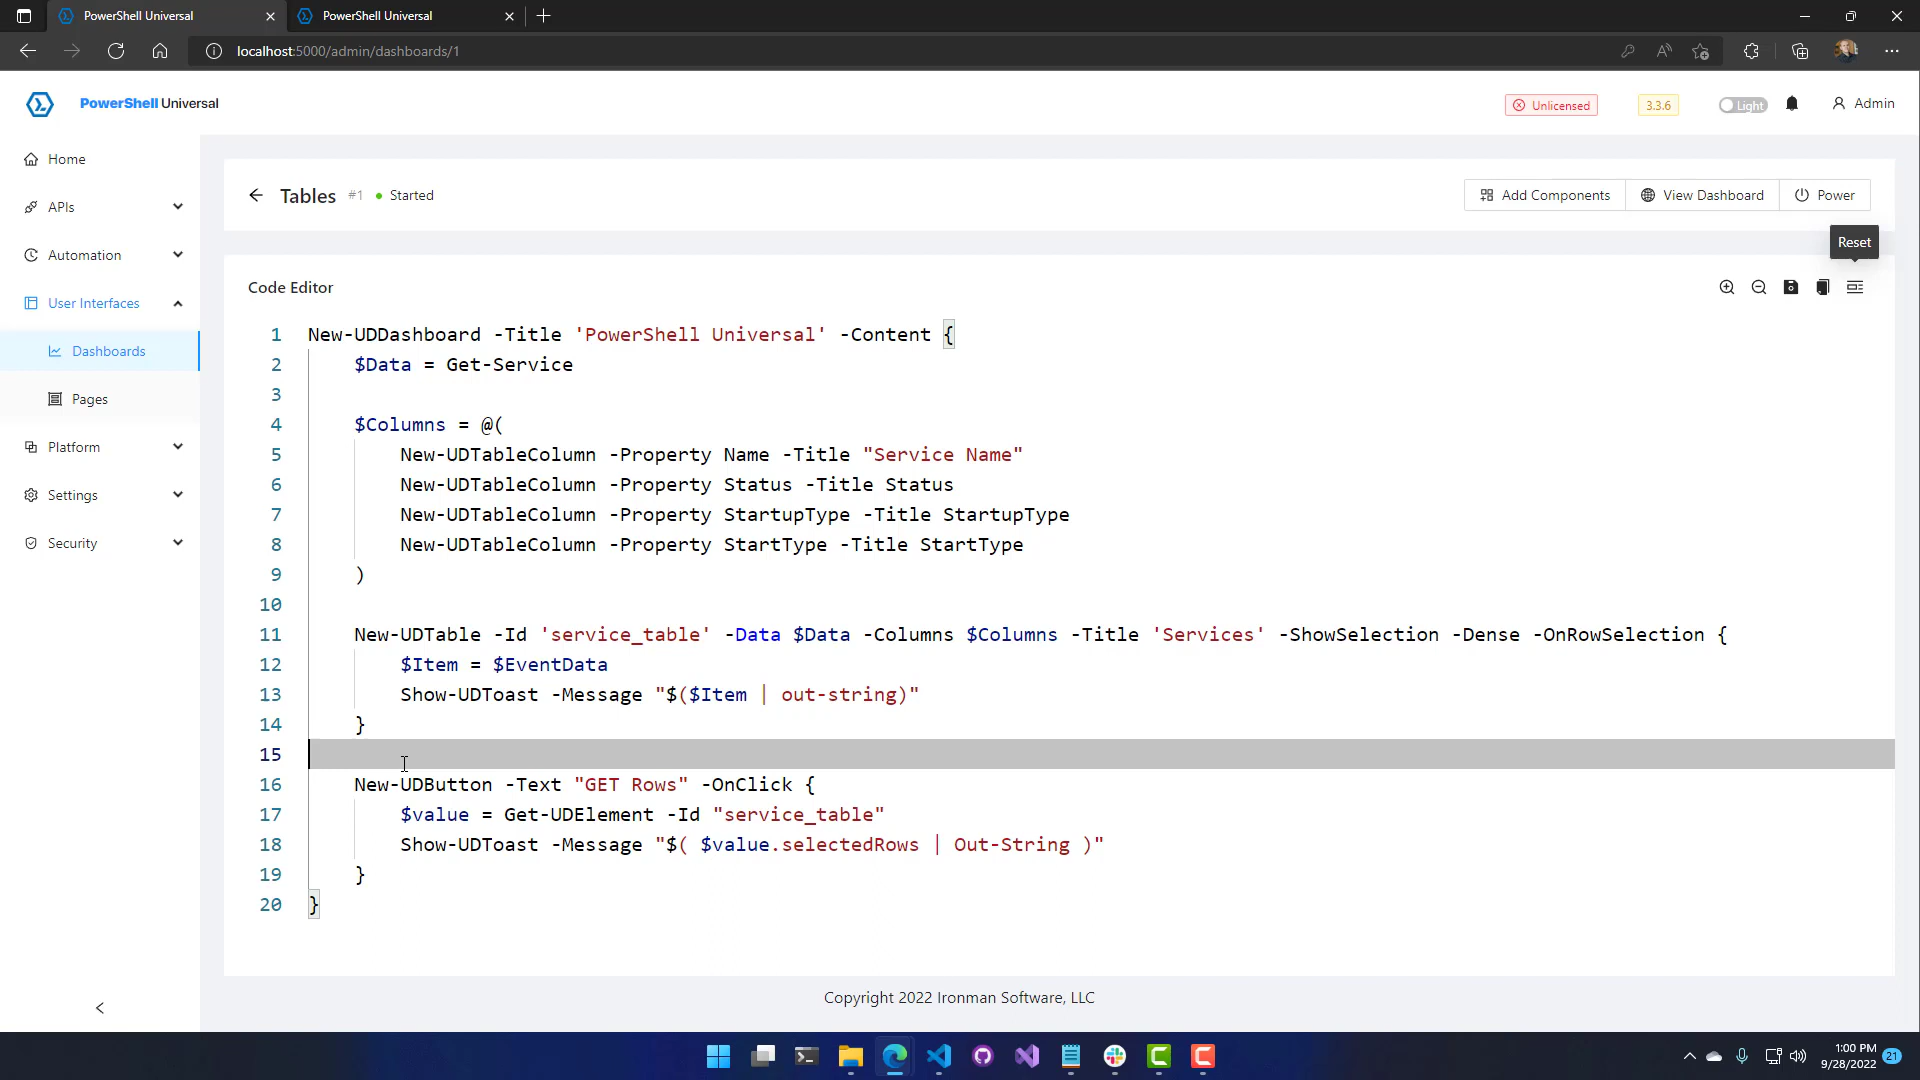 PowerShell Universal
PowerShell Universal
localhost:5000/admin/dashboards/1
PowerShell Universal
Unlicensed
3.3.6
Light
Admin
Home
APIs
Automation
User Interfaces
Dashboards
Pages
Platform
Settings
Security
Tables #1 Started
Add Components
View Dashboard
Power
Reset
Code Editor
1 New-UDDashboard -Title 'PowerShell Universal' -Content {
2 $Data = Get-Service
3
4 $Columns = @(
5 New-UDTableColumn -Property Name -Title "Service Name"
6 New-UDTableColumn -Property Status -Title Status
7 New-UDTableColumn -Property StartupType -Title StartupType
8 New-UDTableColumn -Property StartType -Title StartType
9 )
10
11 New-UDTable -Id 'service_table' -Data $Data -Columns $Columns -Title 'Services' -ShowSelection -Dense -OnRowSelection {
12 $Item = $EventData
13 Show-UDToast -Message "$($Item | out-string)"
14 }
15
16 New-UDButton -Text "GET Rows" -OnClick {
17 $value = Get-UDElement -Id "service_table"
18 Show-UDToast -Message "$( $value.selectedRows | Out-String )"
19 }
20 }
Copyright 2022 Ironman Software, LLC
1:00 PM
9/28/2022
21